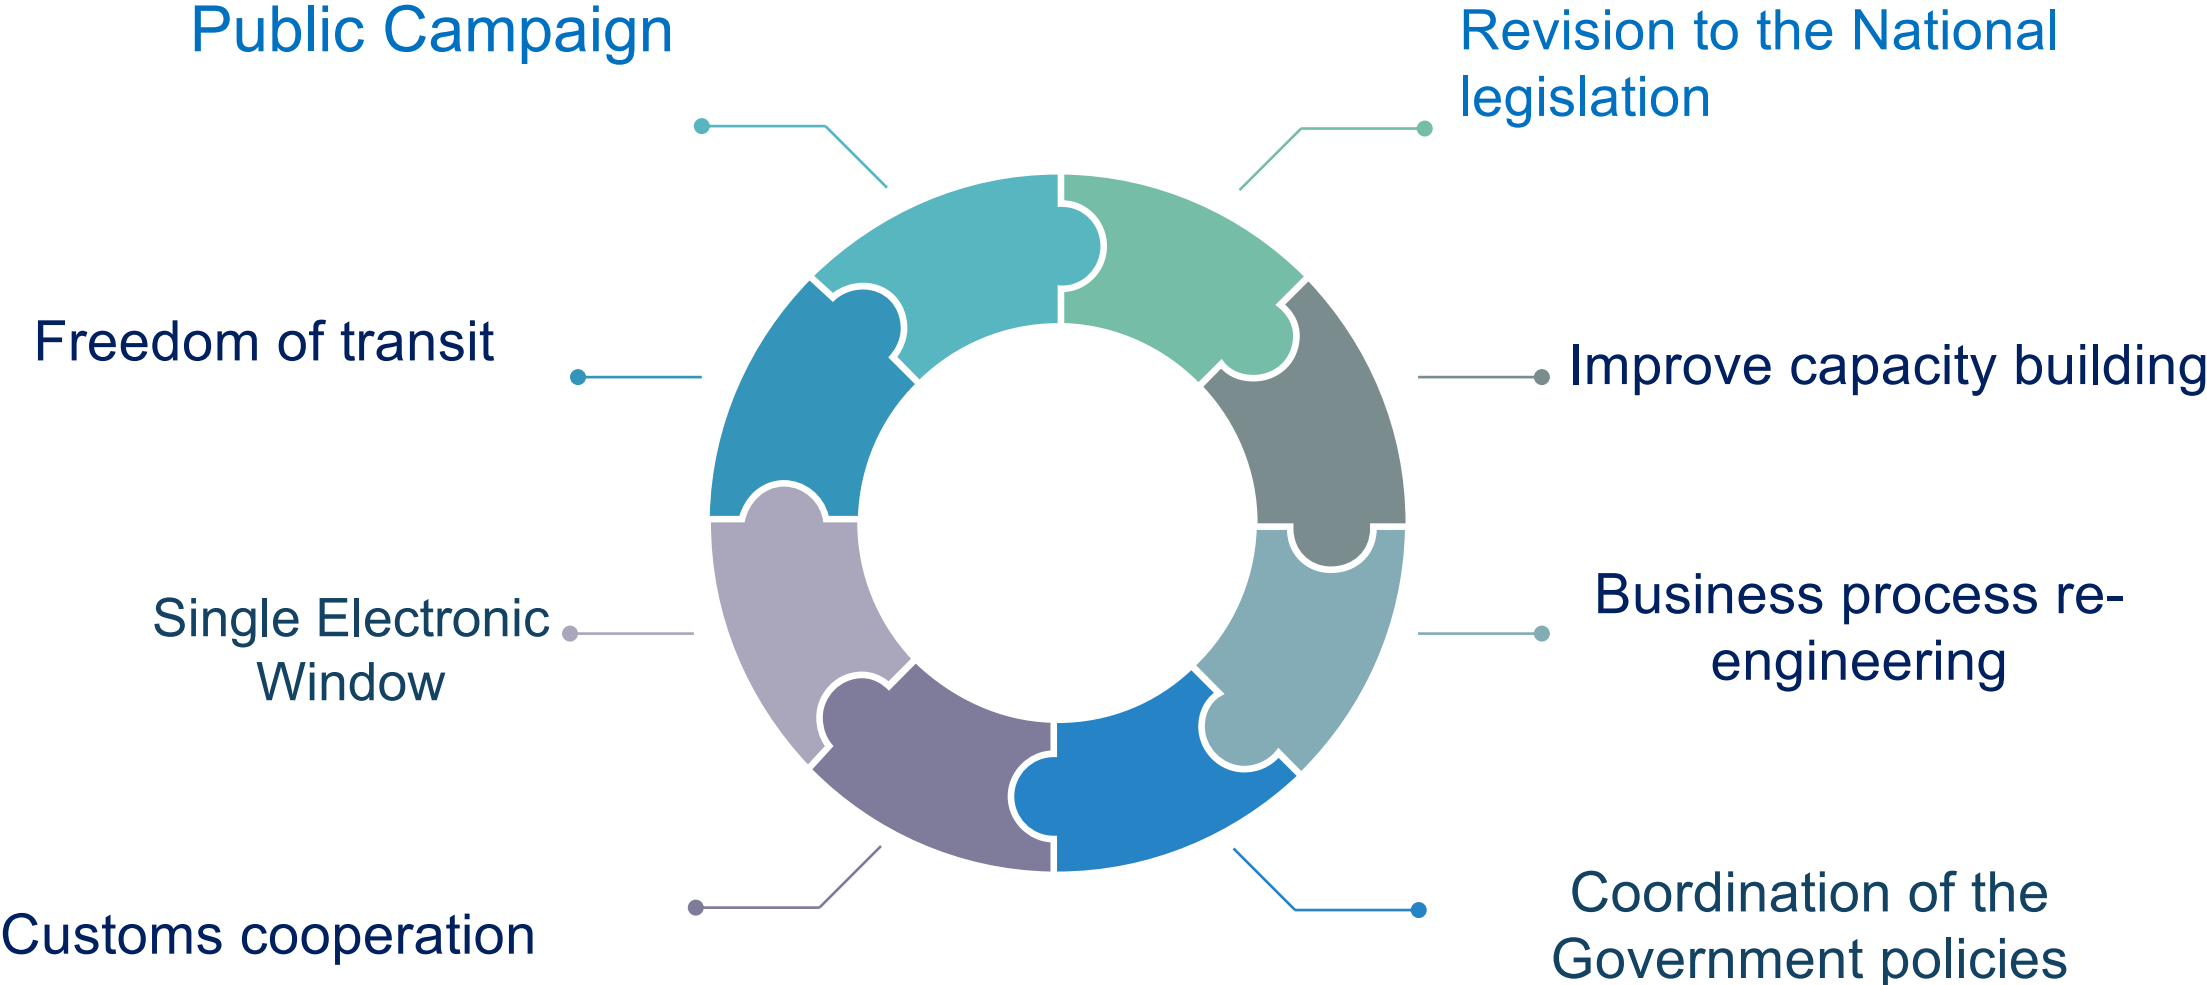 Public Campaign
Revision to the National
legislation
Freedom of transit
Improve capacity building
Single Electronic
Window
Business process re-
engineering
Customs cooperation
Coordination of the
Government policies